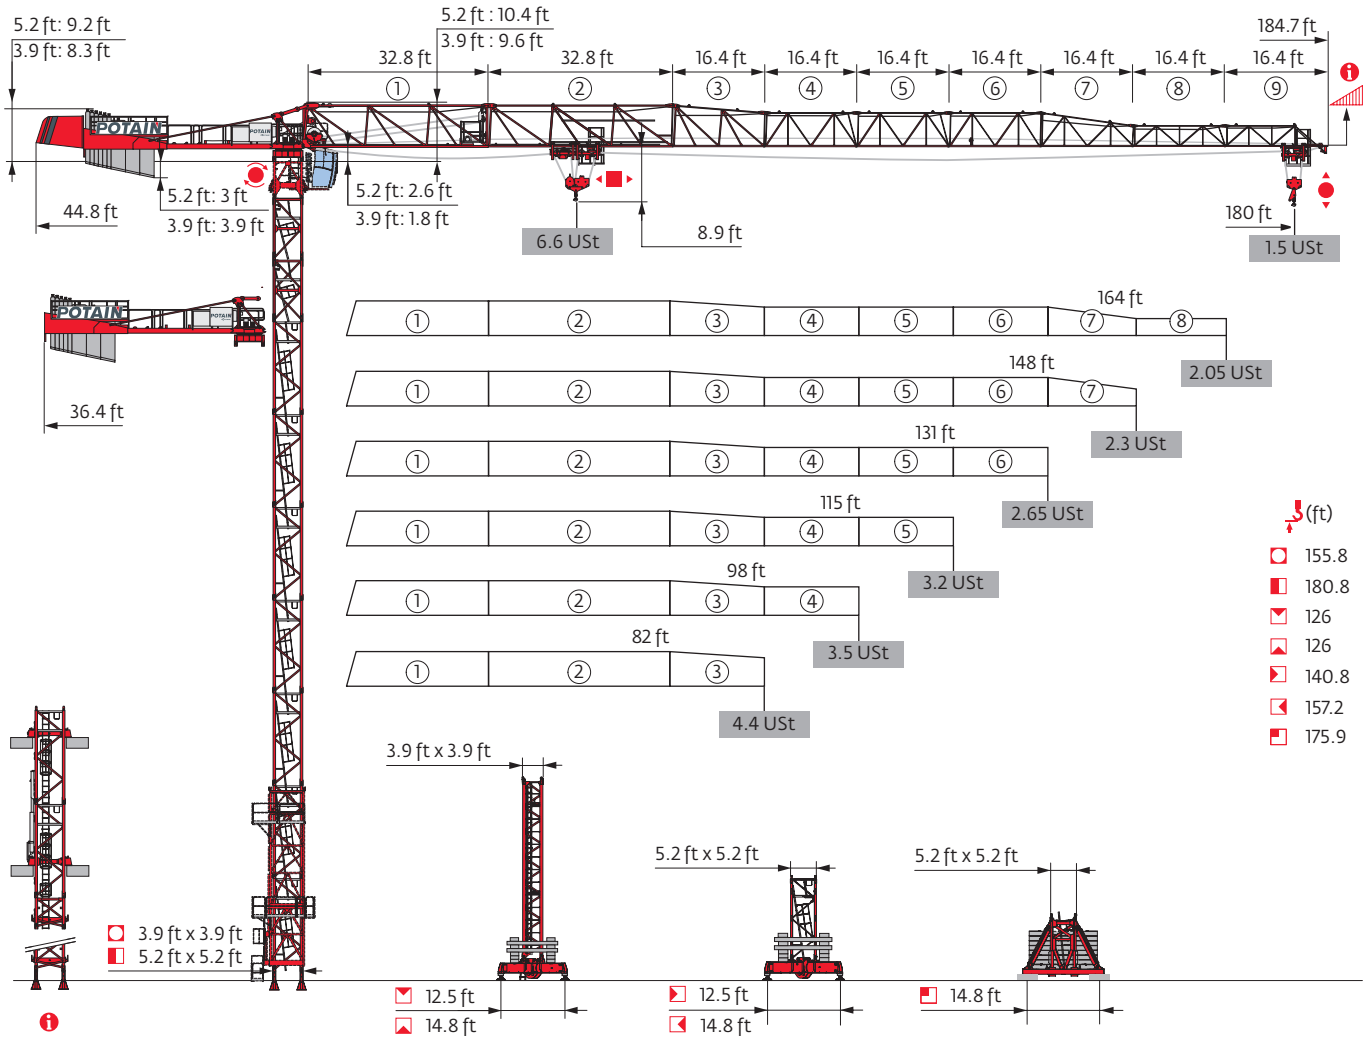 5.2 ft: 9.2 ft
3.9 ft: 8.3 ft
5.2 ft : 10.4 ft
3.9 ft : 9.6 ft
184.7 ft
32.8 ft
32.8 ft
16.4 ft
16.4 ft
16.4 ft
16.4 ft
16.4 ft
16.4 ft
16.4 ft
1
2
3
4
5
6
7
8
9
i
POTAIN
POTAIN
5.2 ft: 3 ft
3.9 ft: 3.9 ft
5.2 ft: 2.6 ft
3.9 ft: 1.8 ft
44.8 ft
8.9 ft
180 ft
6.6 USt
1.5 USt
POTAIN
POTAIN
36.4 ft
164 ft
1 2 3 4 5 6 7 8
2.05 USt
148 ft
1 2 3 4 5 6 7
2.3 USt
131 ft
1 2 3 4 5 6
2.65 USt
115 ft
1 2 3 4 5
3.2 USt
98 ft
1 2 3 4
3.5 USt
82 ft
1 2 3
4.4 USt
(ft)
155.8
180.8
126
126
140.8
157.2
175.9
3.9 ft x 3.9 ft
5.2 ft x 5.2 ft
5.2 ft x 5.2 ft
3.9 ft x 3.9 ft
5.2 ft x 5.2 ft
12.5 ft
14.8 ft
12.5 ft
14.8 ft
14.8 ft
i